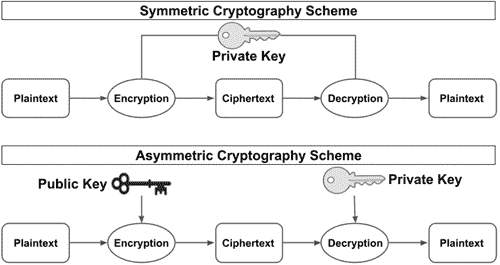 Symmetric Cryptography Scheme
Private Key
Plaintext Encryption Ciphertext Decryption Plaintext
Asymmetric Cryptography Scheme
Public Key Private Key
Plaintext Encryption Ciphertext Decryption Plaintext